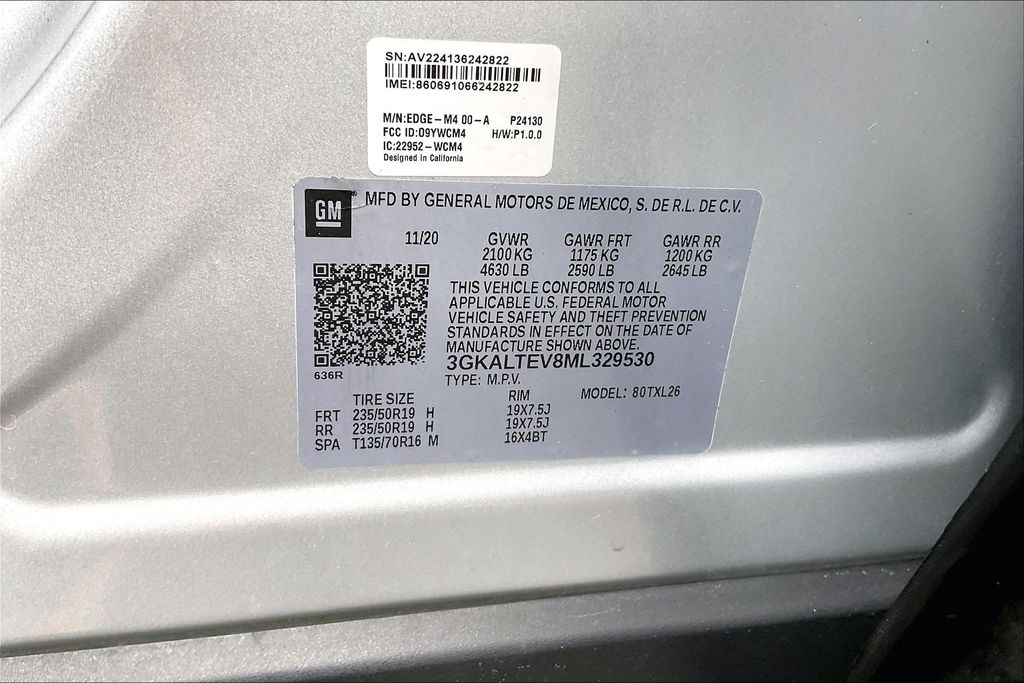 SN:AV224136242822
IMEI:860691066242822
M/N:EDGE-M4 00-A P24130
FCC ID:O9YWCM4 H/W:P1.0.0
IC:22952-WCM4
Designed in California
GM MFD BY GENERAL MOTORS DE MEXICO, S. DE R.L. DE C.V.
11/20 GVWR GAWR FRT GAWR RR
2100 KG 1175 KG 1200 KG
4630 LB 2590 LB 2645 LB
THIS VEHICLE CONFORMS TO ALL
APPLICABLE U.S. FEDERAL MOTOR
VEHICLE SAFETY AND THEFT PREVENTION
STANDARDS IN EFFECT ON THE DATE OF
MANUFACTURE SHOWN ABOVE.
3GKALTEV8ML329530
636R
TYPE: M.P.V.
TIRE SIZE RIM MODEL: 80TXL26
FRT 235/50R19 H 19X7.5J
RR 235/50R19 H 19X7.5J
SPA T135/70R16 M 16X4BT